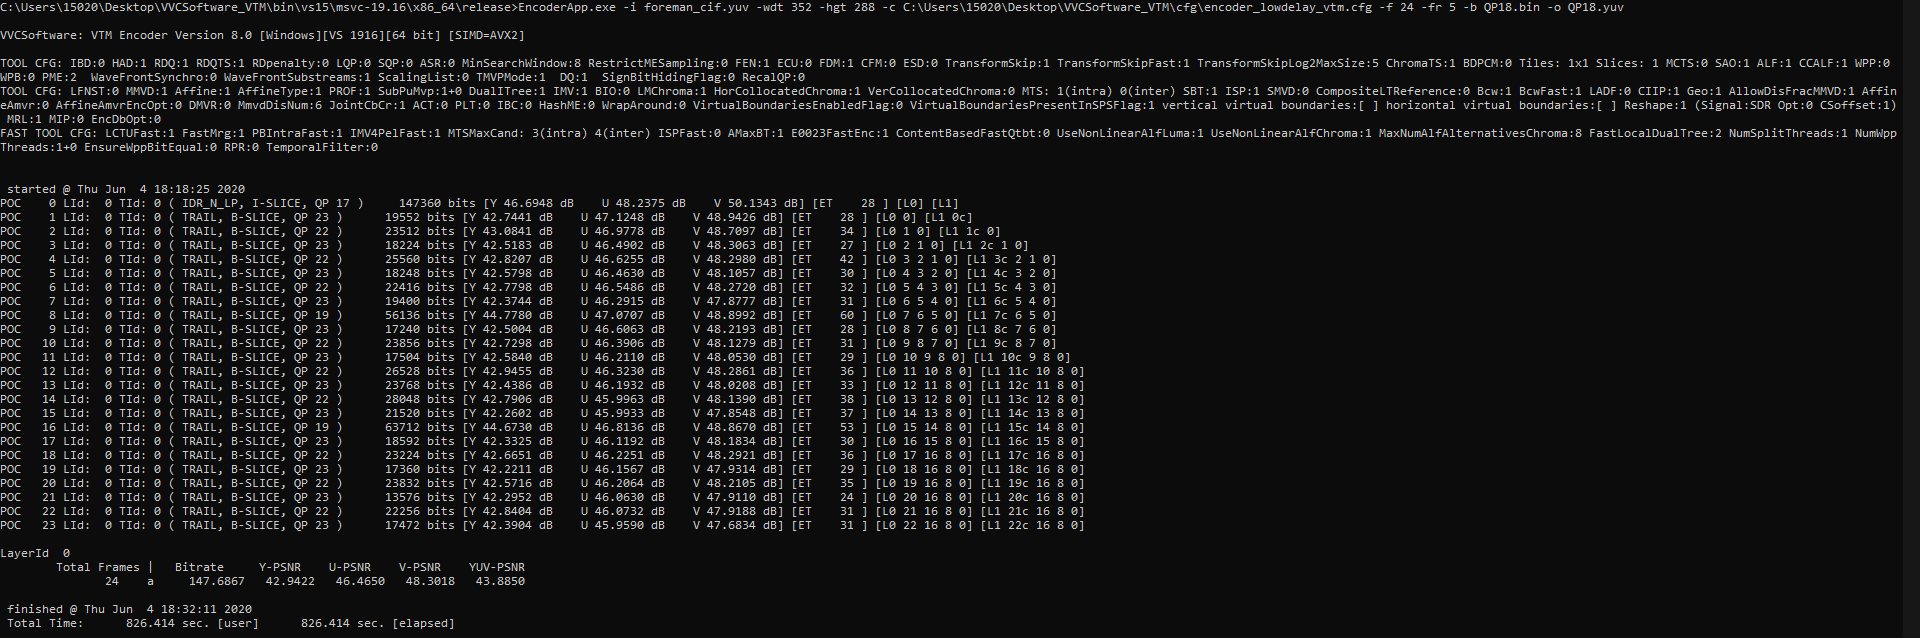 C:\Users\15020\Desktop\VVCSoftware_VTM\bin\vs15\msvc-19.16\x86_64\release>EncoderApp.exe -i foreman_cif.yuv -wdt 352 -hgt 288 -c C:\Users\15020\Desktop\VVCSoftware_VTM\cfg\encoder_lowdelay_vtm.cfg -f 24 -fr 5 -b QP18.bin -o QP18.yuv
VVCSoftware: VTM Encoder Version 8.0 [Windows][VS 1916][64 bit] [SIMD=AVX2]
TOOL CFG: IBD:0 HAD:1 RDQ:1 RDQTS:1 RDpenalty:0 LQP:0 SQP:0 ASR:0 MinSearchWindow:8 RestrictMESampling:0 FEN:1 ECU:0 FDM:1 CFM:0 ESD:0 TransformSkip:1 TransformSkipFast:1 TransformSkipLog2MaxSize:5 ChromaTS:1 BDPCM:0 Tiles: 1x1 Slices: 1 MCTS:0 SAO:1 ALF:1 CCALF:1 WPP:0
WPB:0 PME:2  WaveFrontSynchro:0 WaveFrontSubstreams:1 ScalingList:0 TMVPMode:1  DQ:1  SignBitHidingFlag:0 RecalQP:0
TOOL CFG: LFNST:0 MMVD:1 Affine:1 AffineType:1 PROF:1 SubPuMvp:1+0 DualITree:1 IMV:1 BIO:0 LMChroma:1 HorCollocatedChroma:1 VerCollocatedChroma:0 MTS: 1(intra) 0(inter) SBT:1 ISP:1 SMVD:0 CompositeLTReference:0 Bcw:1 BcwFast:1 LADF:0 CIIP:1 Geo:1 AllowDisFracMMVD:1 Affin
eAmvr:0 AffineAmvrEncOpt:0 DMVR:0 MmvdDisNum:6 JointCbCr:1 ACT:0 PLT:0 IBC:0 HashME:0 WrapAround:0 VirtualBoundariesEnabledFlag:0 VirtualBoundariesPresentInSPSFlag:1 vertical virtual boundaries:[ ] horizontal virtual boundaries:[ ] Reshape:1 (Signal:SDR Opt:0 CSoffset:1)
 MRL:1 MIP:0 EncDbOpt:0
FAST TOOL CFG: LCTUFast:1 FastMrg:1 PBIntraFast:1 IMV4PelFast:1 MTSMaxCand: 3(intra) 4(inter) ISPFast:0 AMaxBT:1 E0023FastEnc:1 ContentBasedFastQtbt:0 UseNonLinearAlfLuma:1 UseNonLinearAlfChroma:1 MaxNumAlfAlternativesChroma:8 FastLocalDualTree:2 NumSplitThreads:1 NumWpp
Threads:1+0 EnsureWppBitEqual:0 RPR:0 TemporalFilter:0
 started @ Thu Jun  4 18:18:25 2020
POC    0 LId:  0 TId: 0 ( IDR_N_LP, I-SLICE, QP 17 )     147360 bits [Y 46.6948 dB    U 48.2375 dB    V 50.1343 dB] [ET    28 ] [L0] [L1]
POC    1 LId:  0 TId: 0 ( TRAIL, B-SLICE, QP 23 )      19552 bits [Y 42.7441 dB    U 47.1248 dB    V 48.9426 dB] [ET    28 ] [L0 0] [L1 0c]
POC    2 LId:  0 TId: 0 ( TRAIL, B-SLICE, QP 22 )      23512 bits [Y 43.0841 dB    U 46.9778 dB    V 48.7097 dB] [ET    34 ] [L0 1 0] [L1 1c 0]
POC    3 LId:  0 TId: 0 ( TRAIL, B-SLICE, QP 23 )      18224 bits [Y 42.5183 dB    U 46.4902 dB    V 48.3063 dB] [ET    27 ] [L0 2 1 0] [L1 2c 1 0]
POC    4 LId:  0 TId: 0 ( TRAIL, B-SLICE, QP 22 )      25560 bits [Y 42.8207 dB    U 46.6255 dB    V 48.2980 dB] [ET    42 ] [L0 3 2 1 0] [L1 3c 2 1 0]
POC    5 LId:  0 TId: 0 ( TRAIL, B-SLICE, QP 23 )      18248 bits [Y 42.5798 dB    U 46.4630 dB    V 48.1057 dB] [ET    30 ] [L0 4 3 2 0] [L1 4c 3 2 0]
POC    6 LId:  0 TId: 0 ( TRAIL, B-SLICE, QP 22 )      22416 bits [Y 42.7798 dB    U 46.5486 dB    V 48.2720 dB] [ET    32 ] [L0 5 4 3 0] [L1 5c 4 3 0]
POC    7 LId:  0 TId: 0 ( TRAIL, B-SLICE, QP 23 )      19400 bits [Y 42.3744 dB    U 46.2915 dB    V 47.8777 dB] [ET    31 ] [L0 6 5 4 0] [L1 6c 5 4 0]
POC    8 LId:  0 TId: 0 ( TRAIL, B-SLICE, QP 19 )      56136 bits [Y 44.7780 dB    U 47.0707 dB    V 48.8992 dB] [ET    60 ] [L0 7 6 5 0] [L1 7c 6 5 0]
POC    9 LId:  0 TId: 0 ( TRAIL, B-SLICE, QP 23 )      17240 bits [Y 42.5004 dB    U 46.6063 dB    V 48.2193 dB] [ET    28 ] [L0 8 7 6 0] [L1 8c 7 6 0]
POC   10 LId:  0 TId: 0 ( TRAIL, B-SLICE, QP 22 )      23856 bits [Y 42.7298 dB    U 46.3906 dB    V 48.1279 dB] [ET    31 ] [L0 9 8 7 0] [L1 9c 8 7 0]
POC   11 LId:  0 TId: 0 ( TRAIL, B-SLICE, QP 23 )      17504 bits [Y 42.5840 dB    U 46.2110 dB    V 48.0530 dB] [ET    29 ] [L0 10 9 8 0] [L1 10c 9 8 0]
POC   12 LId:  0 TId: 0 ( TRAIL, B-SLICE, QP 22 )      26528 bits [Y 42.9455 dB    U 46.3230 dB    V 48.2861 dB] [ET    36 ] [L0 11 10 8 0] [L1 11c 10 8 0]
POC   13 LId:  0 TId: 0 ( TRAIL, B-SLICE, QP 23 )      23768 bits [Y 42.4386 dB    U 46.1932 dB    V 48.0208 dB] [ET    33 ] [L0 12 11 8 0] [L1 12c 11 8 0]
POC   14 LId:  0 TId: 0 ( TRAIL, B-SLICE, QP 22 )      28048 bits [Y 42.7906 dB    U 45.9963 dB    V 48.1390 dB] [ET    38 ] [L0 13 12 8 0] [L1 13c 12 8 0]
POC   15 LId:  0 TId: 0 ( TRAIL, B-SLICE, QP 23 )      21520 bits [Y 42.2602 dB    U 45.9933 dB    V 47.8548 dB] [ET    37 ] [L0 14 13 8 0] [L1 14c 13 8 0]
POC   16 LId:  0 TId: 0 ( TRAIL, B-SLICE, QP 19 )      63712 bits [Y 44.6730 dB    U 46.8136 dB    V 48.8670 dB] [ET    53 ] [L0 15 14 8 0] [L1 15c 14 8 0]
POC   17 LId:  0 TId: 0 ( TRAIL, B-SLICE, QP 23 )      18592 bits [Y 42.3325 dB    U 46.1192 dB    V 48.1834 dB] [ET    30 ] [L0 16 15 8 0] [L1 16c 15 8 0]
POC   18 LId:  0 TId: 0 ( TRAIL, B-SLICE, QP 22 )      23224 bits [Y 42.6651 dB    U 46.2251 dB    V 48.2921 dB] [ET    36 ] [L0 17 16 8 0] [L1 17c 16 8 0]
POC   19 LId:  0 TId: 0 ( TRAIL, B-SLICE, QP 23 )      17360 bits [Y 42.2211 dB    U 46.1567 dB    V 47.9314 dB] [ET    29 ] [L0 18 16 8 0] [L1 18c 16 8 0]
POC   20 LId:  0 TId: 0 ( TRAIL, B-SLICE, QP 22 )      23832 bits [Y 42.5716 dB    U 46.2064 dB    V 48.2105 dB] [ET    35 ] [L0 19 16 8 0] [L1 19c 16 8 0]
POC   21 LId:  0 TId: 0 ( TRAIL, B-SLICE, QP 23 )      13576 bits [Y 42.2952 dB    U 46.0630 dB    V 47.9110 dB] [ET    24 ] [L0 20 16 8 0] [L1 20c 16 8 0]
POC   22 LId:  0 TId: 0 ( TRAIL, B-SLICE, QP 22 )      22256 bits [Y 42.8404 dB    U 46.0732 dB    V 47.9188 dB] [ET    31 ] [L0 21 16 8 0] [L1 21c 16 8 0]
POC   23 LId:  0 TId: 0 ( TRAIL, B-SLICE, QP 23 )      17472 bits [Y 42.3904 dB    U 45.9590 dB    V 47.6834 dB] [ET    31 ] [L0 22 16 8 0] [L1 22c 16 8 0]
LayerId  0
        Total Frames |   Bitrate     Y-PSNR    U-PSNR    V-PSNR    YUV-PSNR
               24    a     147.6867   42.9422   46.4650   48.3018   43.8850
 finished @ Thu Jun  4 18:32:11 2020
 Total Time:      826.414 sec. [user]      826.414 sec. [elapsed]